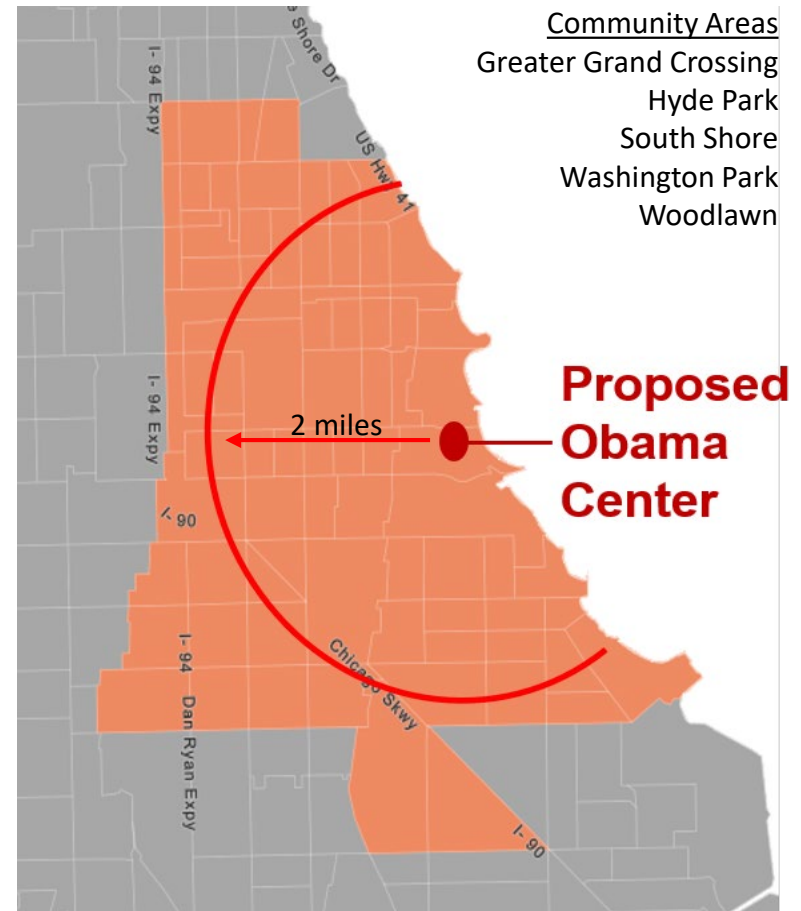 Community Areas
Greater Grand Crossing
Hyde Park
South Shore
Washington Park
Woodlawn
e Shore Dr
I- 94 Expy
US Hwy 41
I- 94 Expy
2 miles
Proposed
Obama
Center
I- 90
I- 94 Dan Ryan Expy
Chicago Skwy
I- 90